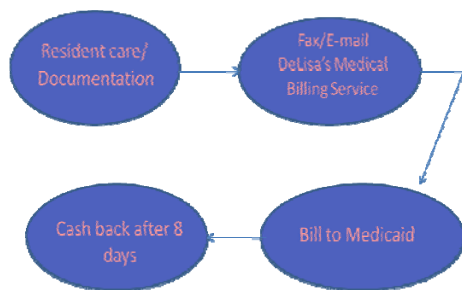 Resident care/
Documentation
Fax/E-mail
DeLisa's Medical
Billing Service
Bill to Medicaid
Cash back after 8
days